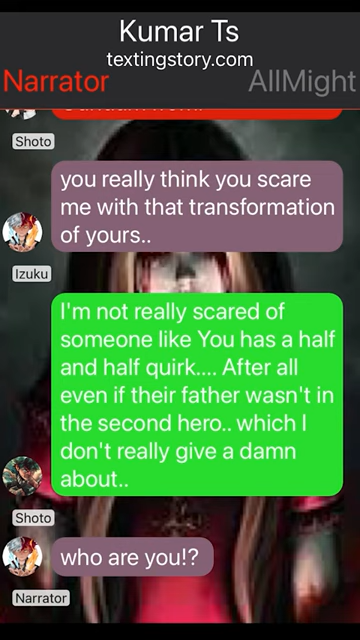 Kumar Ts
textingstory.com
Narrator AllMight
Shoto
you really think you scare
me with that transformation
of yours..
Izuku
I'm not really scared of
someone like You has a half
and half quirk.... After all
even if their father wasn't in
the second hero.. which I
don't really give a damn
about..
Shoto
who are you!?
Narrator